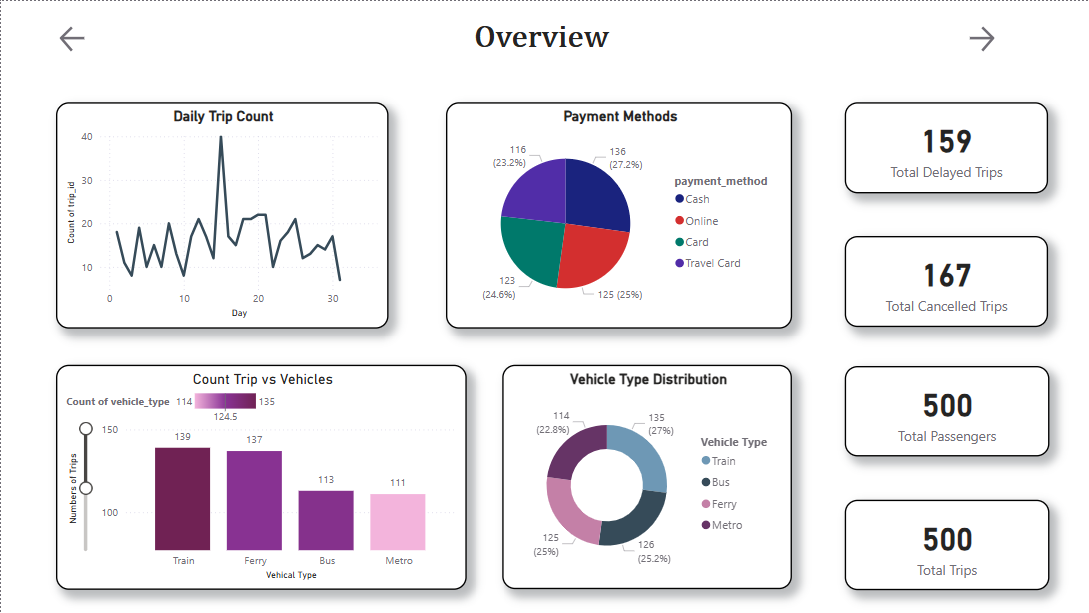 Overview
Daily Trip Count
Count of trip_id
40
30
20
10
0 10 20 30
Day
Payment Methods
116
(23.2%)
136
(27.2%)
123
(24.6%)
125 (25%)
payment_method
Cash
Online
Card
Travel Card
159
Total Delayed Trips
167
Total Cancelled Trips
Count Trip vs Vehicles
Count of vehicle_type 114 135
124.5
Numbers of Trips
150
100
139 137 113 111
Train Ferry Bus Metro
Vehical Type
Vehicle Type Distribution
114
(22.8%)
135
(27%)
125
(25%)
126
(25.2%)
Vehicle Type
Train
Bus
Ferry
Metro
500
Total Passengers
500
Total Trips